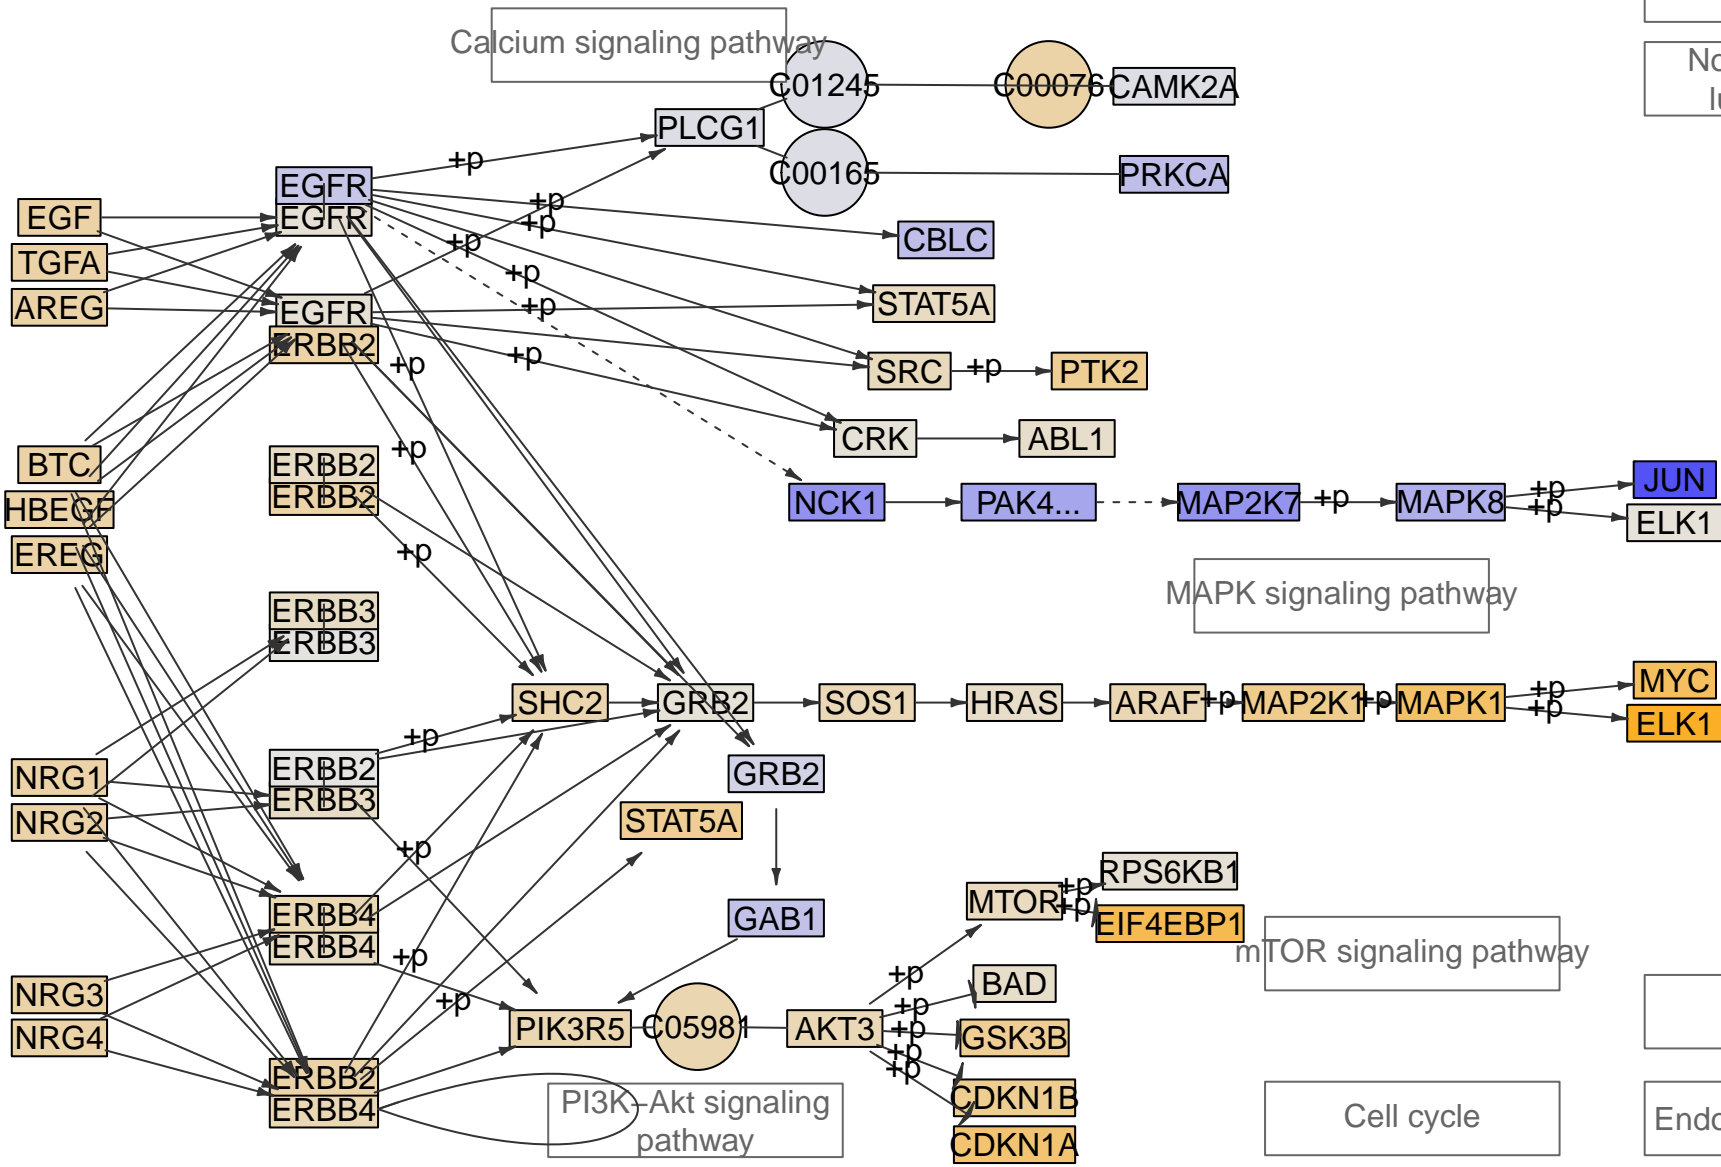 Calcium signaling pathway
No
lu
C01245
C00076
CAMK2A
PLCG1
C00165
PRKCA
+p
EGFR
EGFR
EGF
+p
+p
CBLC
TGFA
+p
+p
AREG
EGFR
+p
STAT5A
ERBB2
+p
+p
SRC
+p
PTK2
CRK
ABL1
+p
BTC
ERBB2
ERBB2
HBEGF
EREG
NCK1
PAK4...
MAP2K7
+p
MAPK8
+p
+p
JUN
ELK1
+p
MAPK signaling pathway
ERBB3
ERBB3
SHC2
GRB2
SOS1
HRAS
ARAF
+p
MAP2K1
+p
MAPK1
+p
+p
MYC
ELK1
+p
NRG1
ERBB2
ERBB3
GRB2
NRG2
STAT5A
+p
MTOR
+p
+p
RPS6KB1
EIF4EBP1
ERBB4
ERBB4
GAB1
mTOR signaling pathway
+p
+p
NRG3
NRG4
+p
PIK3R5
C05981
AKT3
+p
+p
+p
+p
BAD
GSK3B
CDKN1B
CDKN1A
ERBB2
ERBB4
PI3K−Akt signaling
pathway
Cell cycle
Endo